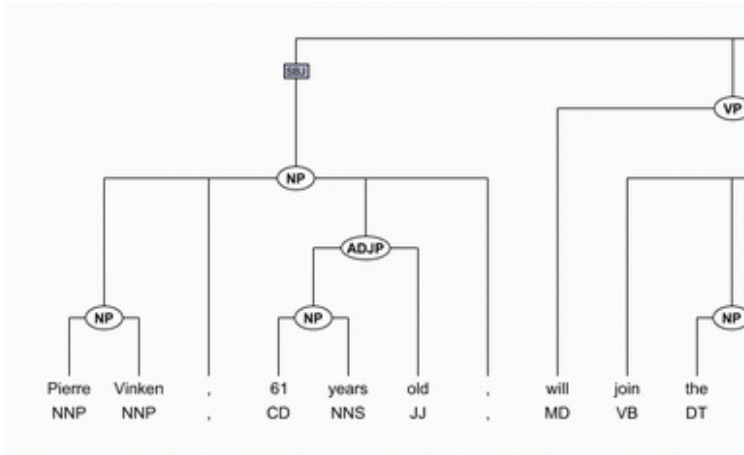 SBJ
VP
NP
ADJP
NP NP NP
Pierre Vinken , 61 years old , will join the
NNP NNP , CD NNS JJ , MD VB DT